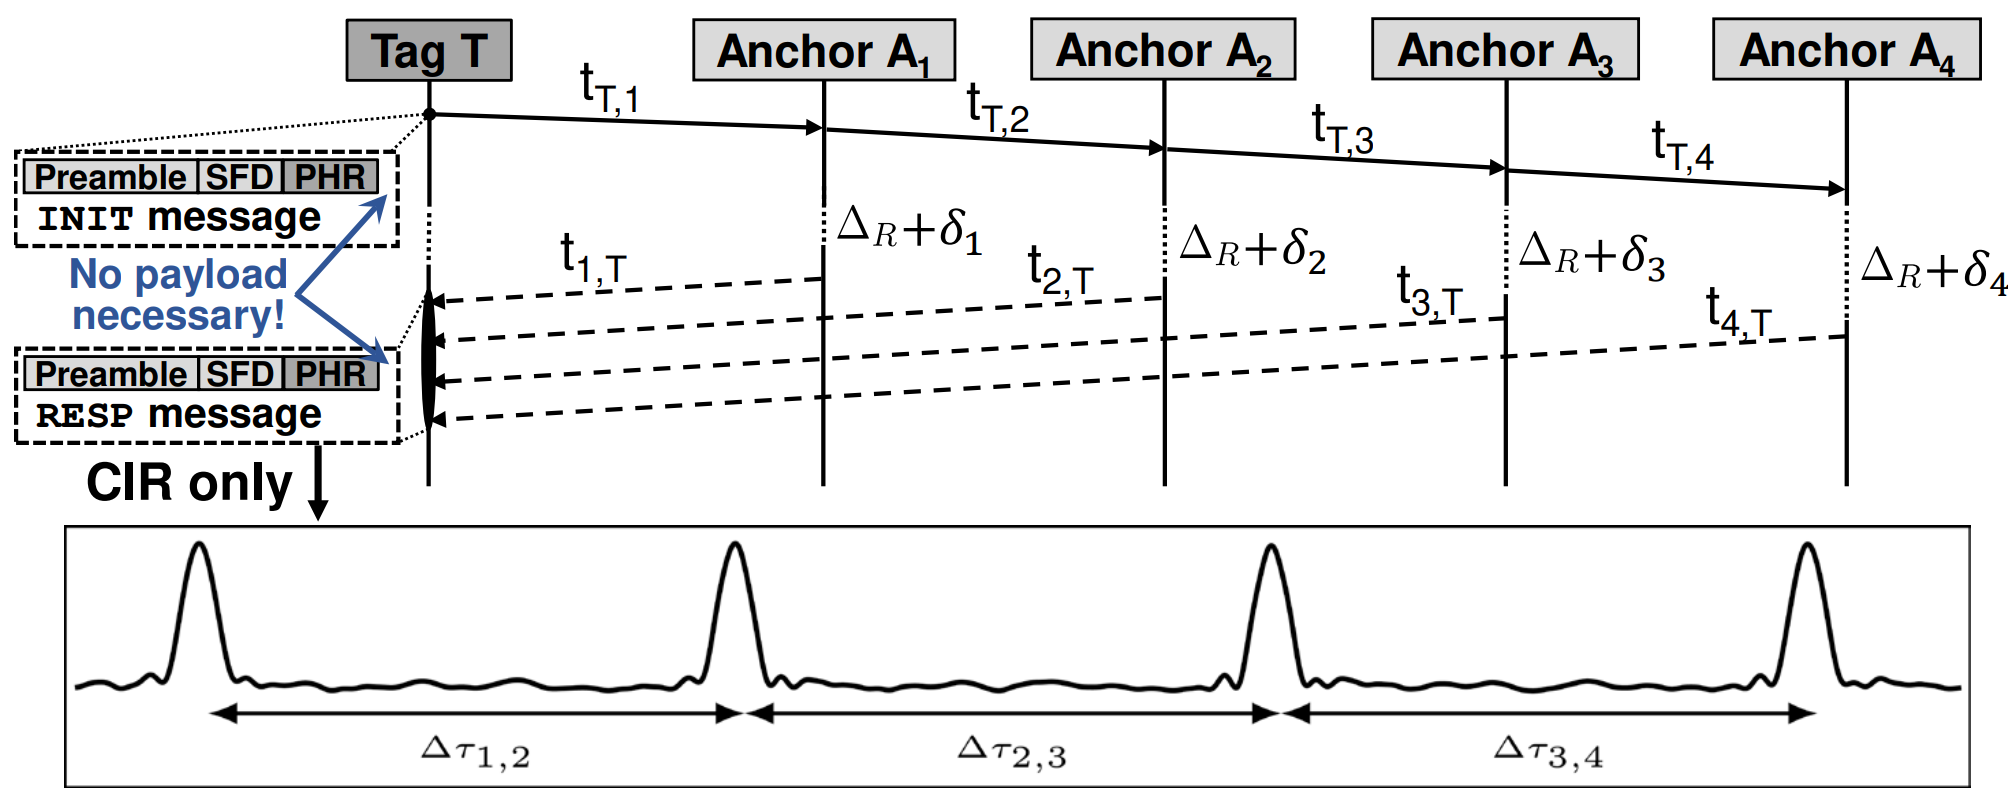 Tag T
Anchor A1
Anchor A2
Anchor A3
Anchor A4
tT,1
tT,2
tT,3
tT,4
Preamble SFD PHR
INIT message
No payload
necessary!
ΔR+δ1
ΔR+δ2
ΔR+δ3
ΔR+δ4
t1,T
t2,T
t3,T
t4,T
Preamble SFD PHR
RESP message
CIR only
Δτ1,2
Δτ2,3
Δτ3,4